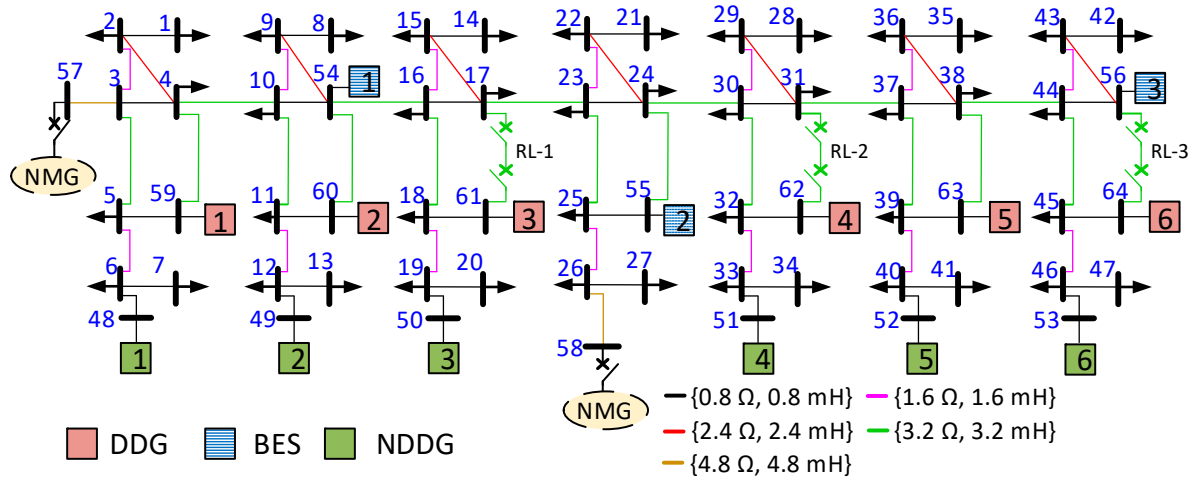 2 1 9 8 15 14 22 21 29 28 36 35 43 42
57 3 4 10 54 1 16 17 23 24 30 31 37 38 44 56 3
NMG RL-1 RL-2 RL-3
5 59 1 11 60 2 18 61 3 25 55 2 32 62 4 39 63 5 45 64 6
6 7 12 13 19 20 26 27 33 34 40 41 46 47
48 49 50 58 51 52 53
1 2 3 4 5 6
NMG
{0.8 Ω, 0.8 mH} {1.6 Ω, 1.6 mH}
{2.4 Ω, 2.4 mH} {3.2 Ω, 3.2 mH}
{4.8 Ω, 4.8 mH}
DDG BES NDDG